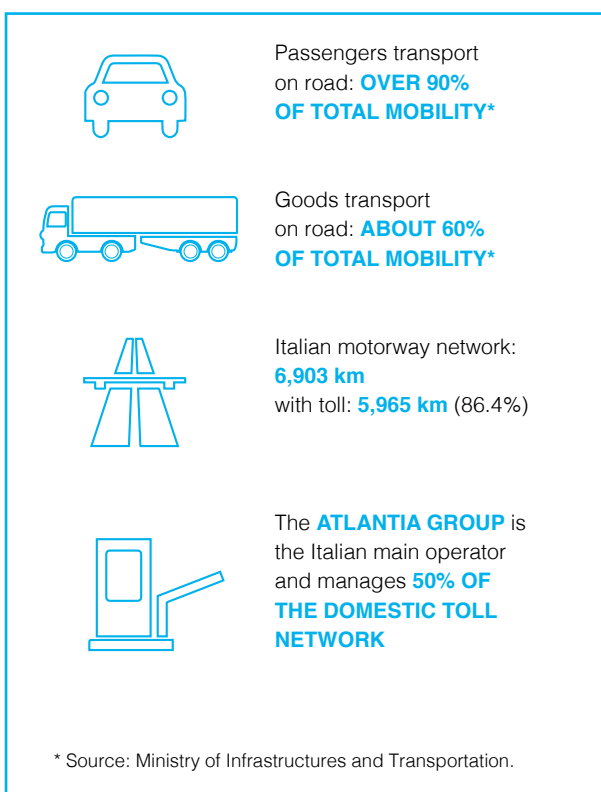 Passengers transport
on road: OVER 90%
OF TOTAL MOBILITY*
Goods transport
on road: ABOUT 60%
OF TOTAL MOBILITY*
Italian motorway network:
6,903 km
with toll: 5,965 km (86.4%)
The ATLANTIA GROUP is
the Italian main operator
and manages 50% OF
THE DOMESTIC TOLL
NETWORK
* Source: Ministry of Infrastructures and Transportation.